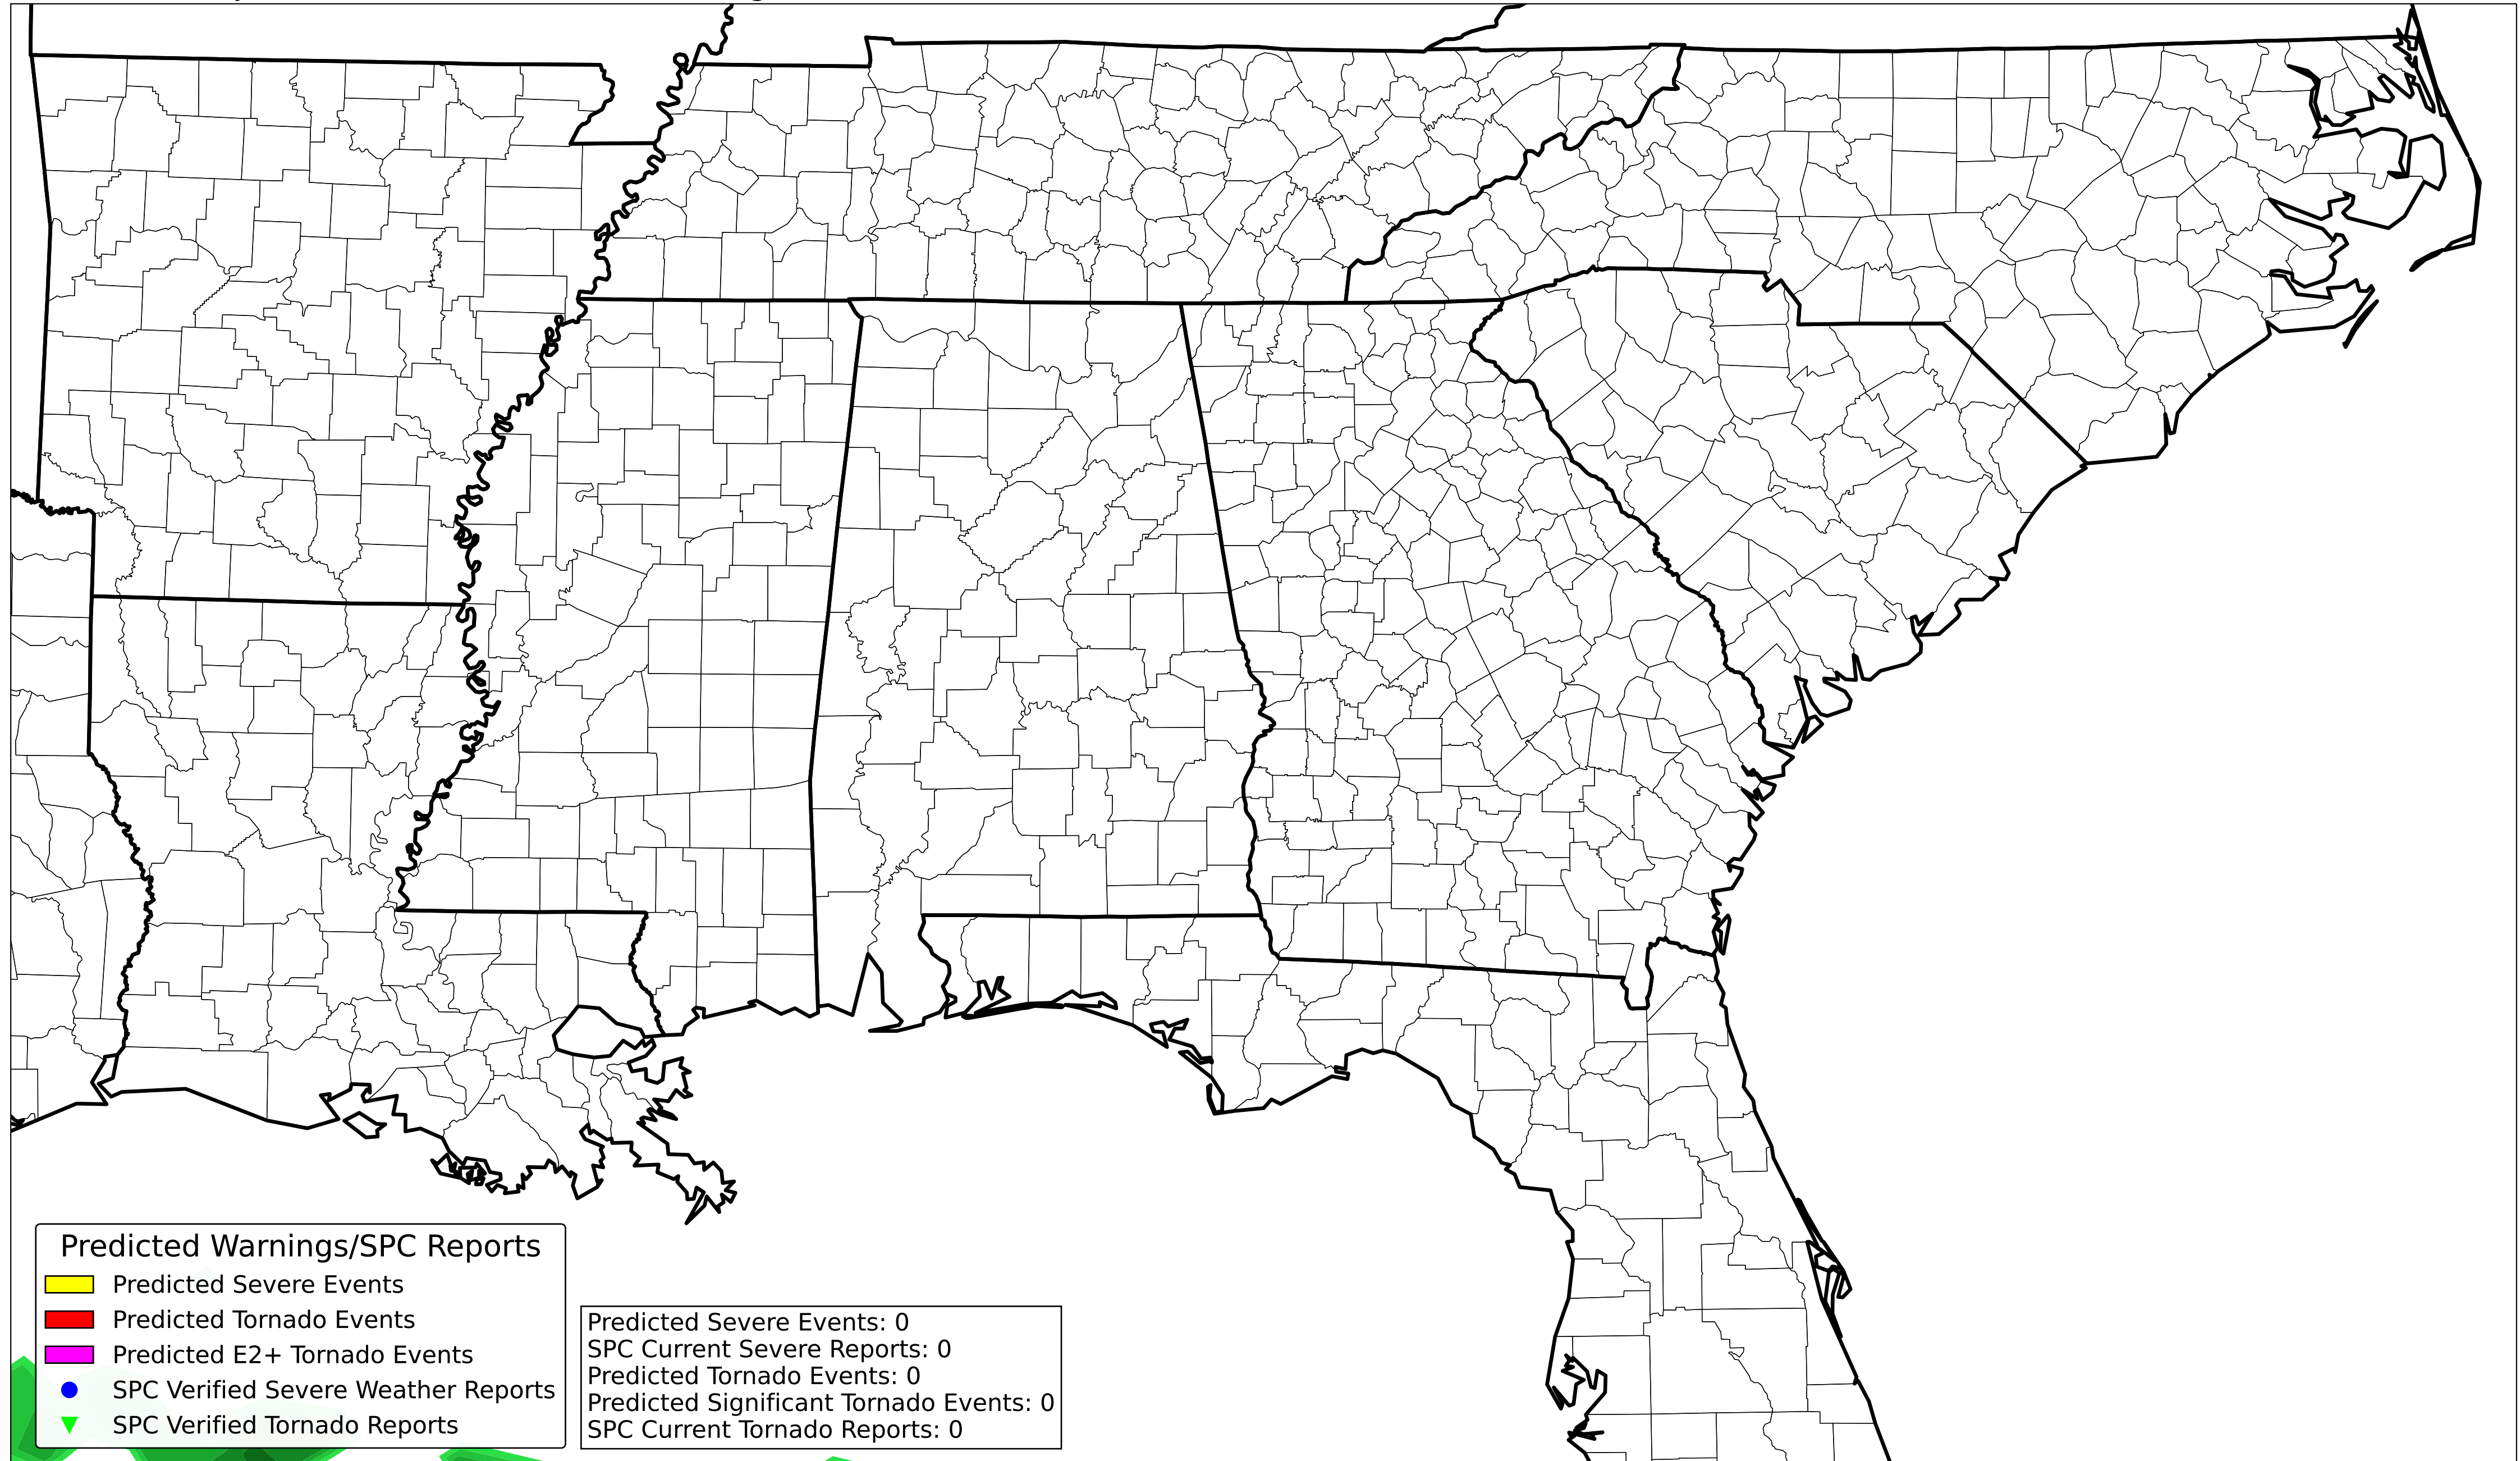 Predicted Warnings/SPC Reports
Predicted Severe Events
Predicted Tornado Events
Predicted E2+ Tornado Events
SPC Verified Severe Weather Reports
SPC Verified Tornado Reports
Predicted Severe Events: 0
SPC Current Severe Reports: 0
Predicted Tornado Events: 0
Predicted Significant Tornado Events: 0
SPC Current Tornado Reports: 0